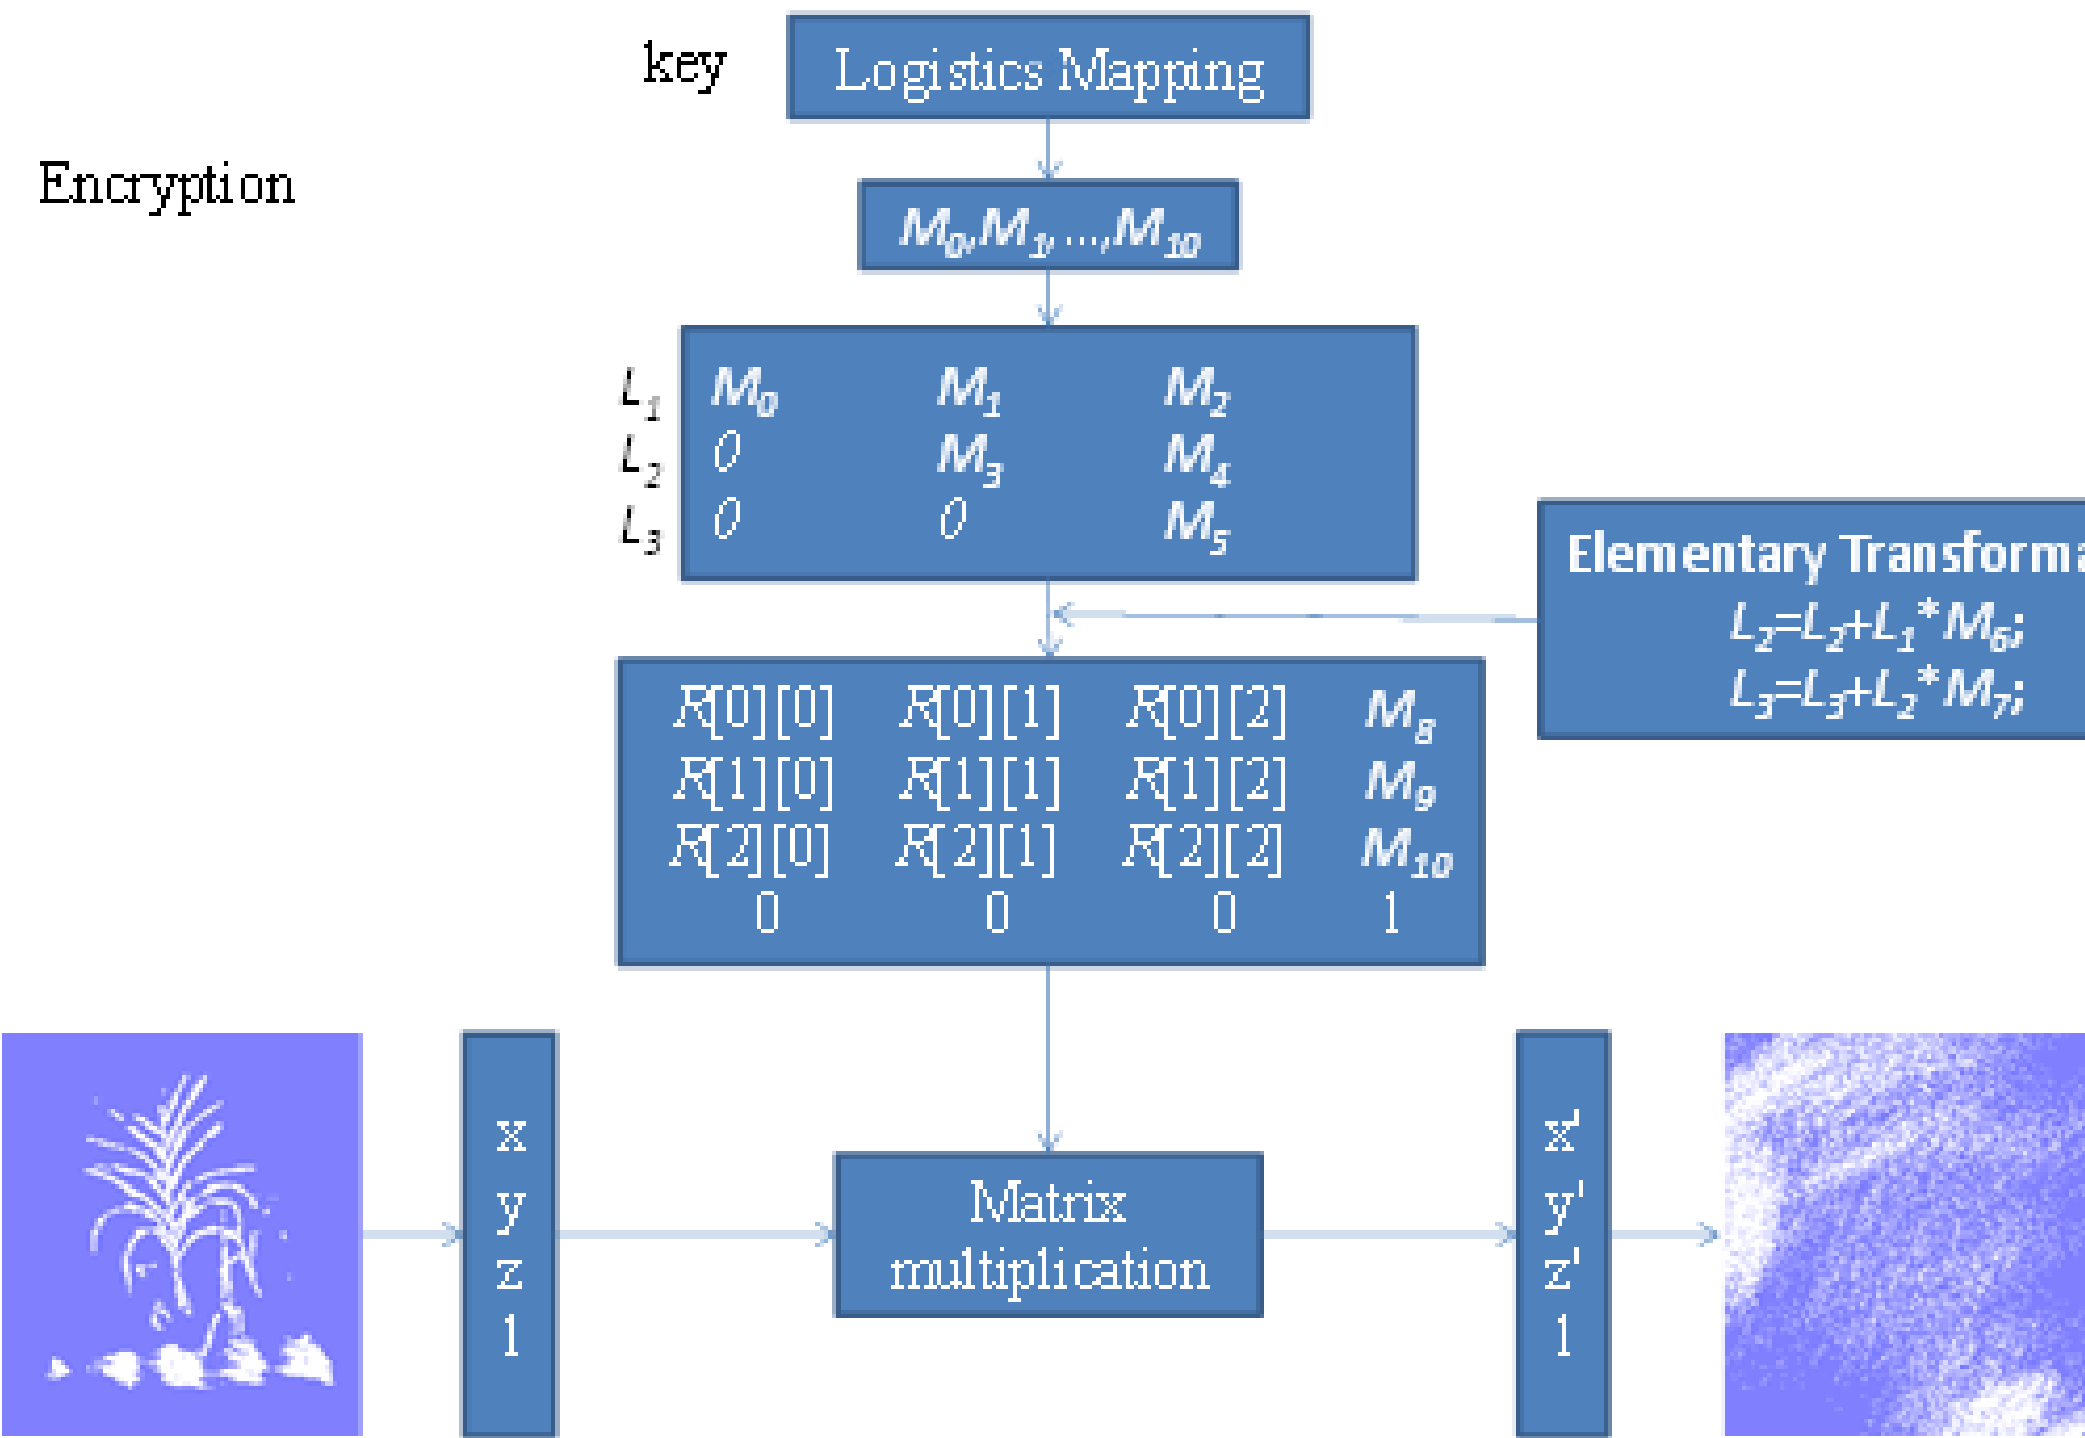 key
Logistics Mapping
Encryption
M0,M1,...,M10
L1 M0 M1 M2
L2 0 M3 M4
L3 0 0 M5
Elementary Transforma
L2=L2+L1*M6;
L3=L3+L2*M7;
R[0][0] R[0][1] R[0][2] M8
R[1][0] R[1][1] R[1][2] M9
R[2][0] R[2][1] R[2][2] M10
0 0 0 1
x
y
z
1
Matrix
multiplication
x'
y'
z'
1